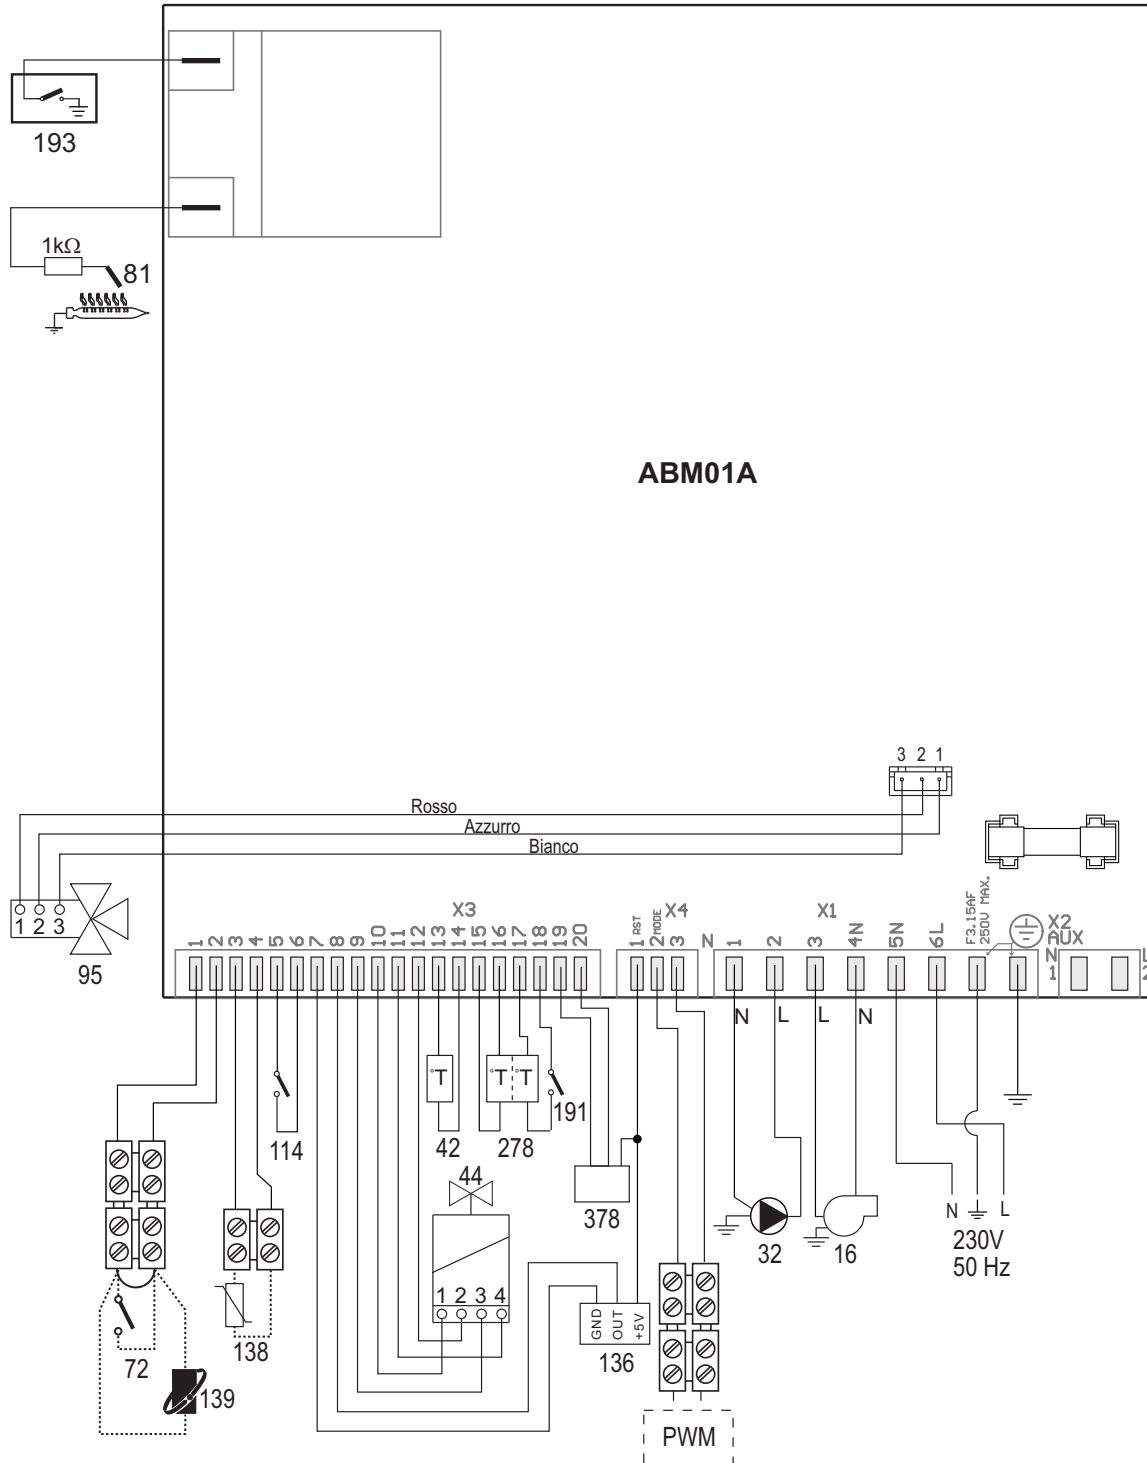 193
1kΩ
81
ABM01A
3 2 1
Rosso
Azzurro
Bianco
1 2 3
95
X3
X4
X1
F3.15AF
250V MAX.
X2
AUX
1 2 3 4 5 6 7 8 9 10 11 12 13 14 15 16 17 18 19 20
1 RST
2 MODE
3
N
1 2 3 4N 5N 6L
N
1
L
2
N L L N
°T °T °T
114
42
278
191
44
378
32
16
N L
230V
50 Hz
1 2 3 4
GND
OUT
+5V
136
72
138
139
PWM